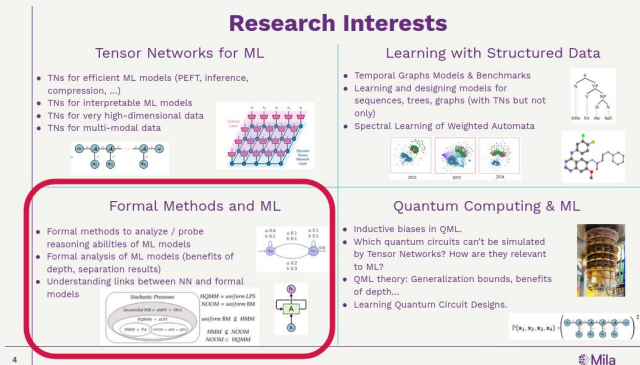 Research Interests
Tensor Networks for ML
● TNs for efficient ML models (PEFT, inference,
compression, ...)
● TNs for interpretable ML models
● TNs for very high-dimensional data
● TNs for multi-modal data
Learning with Structured Data
● Temporal Graphs Models & Benchmarks
● Learning and designing models for
sequences, trees, graphs (with TNs but not
only)
● Spectral Learning of Weighted Automata
2012 2013 2014
John hit the ball
Formal Methods and ML
● Formal methods to analyze / probe
reasoning abilities of ML models
● Formal analysis of ML models (benefits of
depth, separation results)
● Understanding links between NN and formal
models
Stochastic Processes
HQMM = uniform LPS
NOOM = uniform BM
uniform BM ⊈ HMM
HMM ⊈ NOOM
NOOM ⊂ HQMM
A
Quantum Computing & ML
● Inductive biases in QML.
● Which quantum circuits can't be simulated
by Tensor Networks? How are they relevant
to ML?
● QML theory: Generalization bounds, benefits
of depth...
● Learning Quantum Circuit Designs.
4
Mila